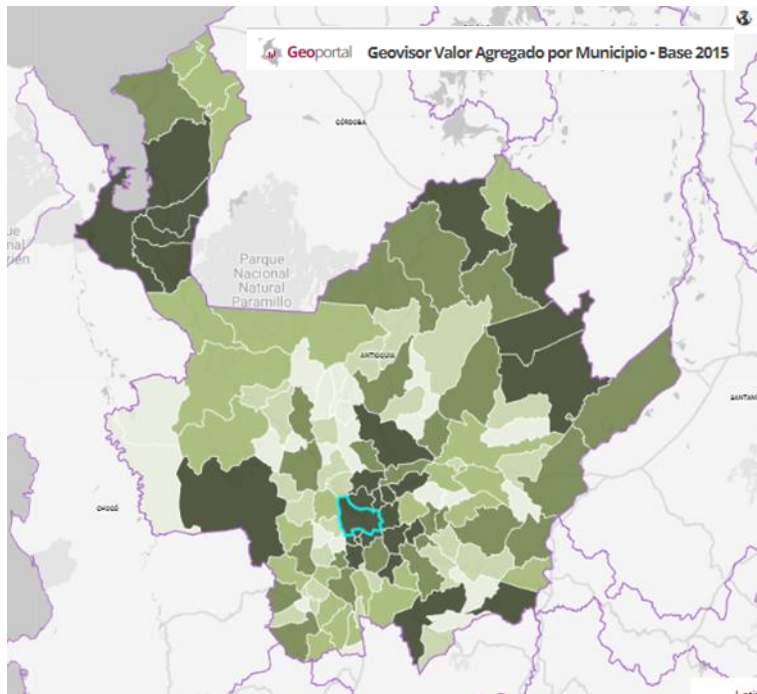 Geoportal Geovisor Valor Agregado por Municipio - Base 2015
CÓRDOBA
Parque
Nacional
Natural
Paramillo
ANTIOQUIA
CHOCÓ